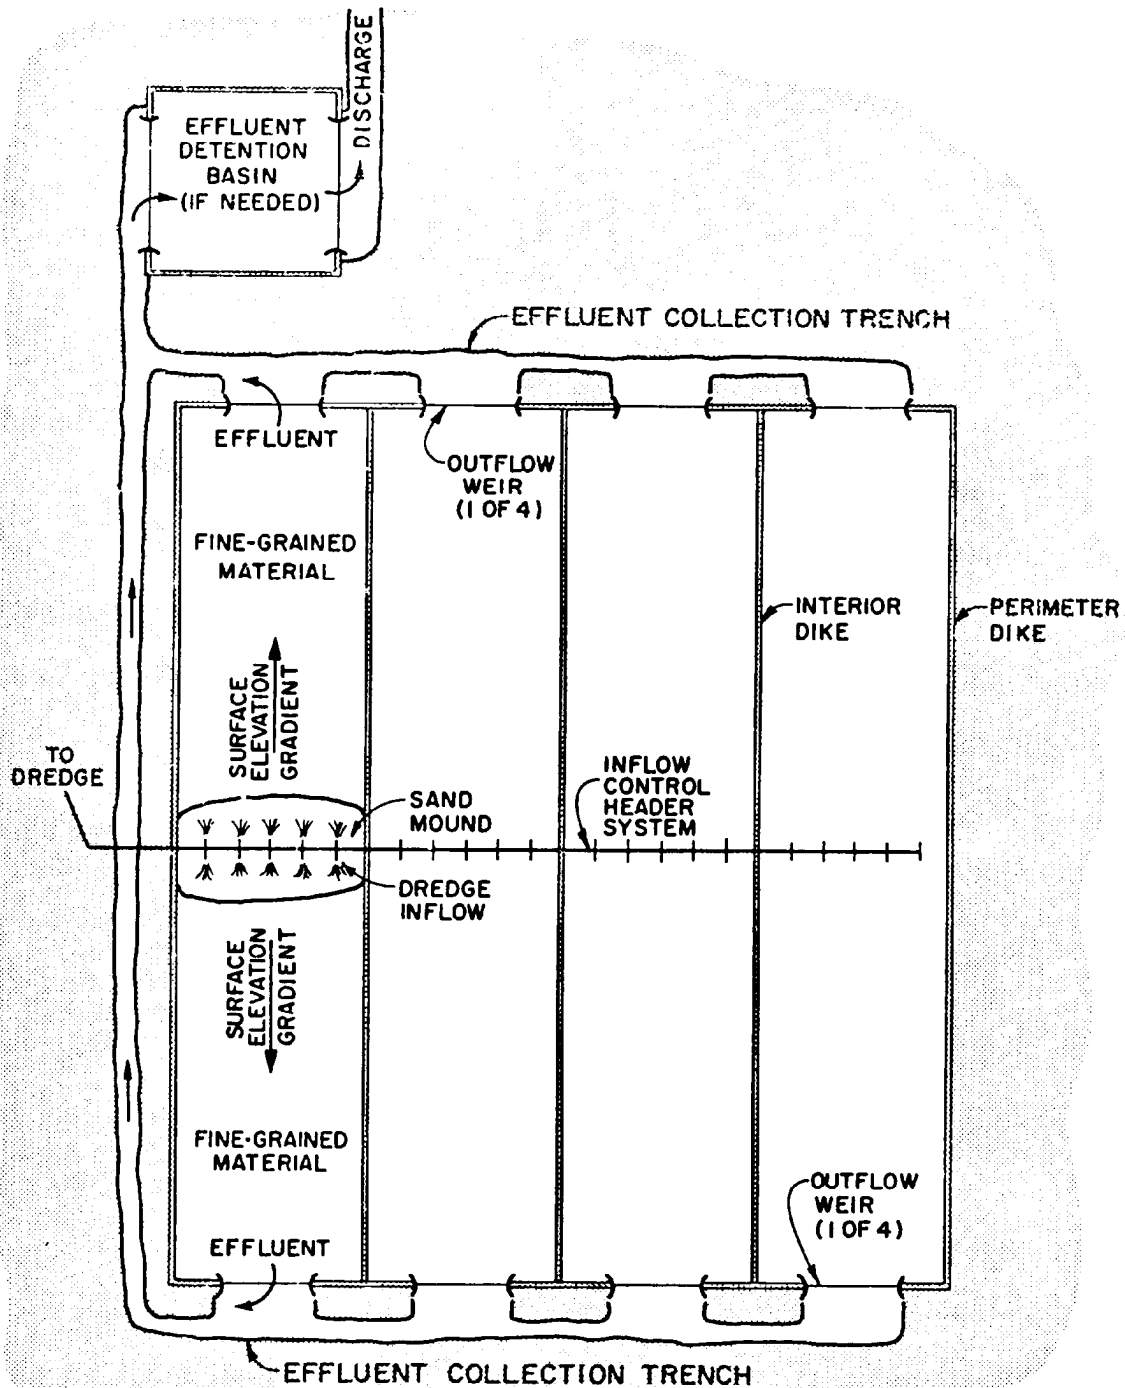 DISCHARGE
EFFLUENT
DETENTION
BASIN
(IF NEEDED)
EFFLUENT COLLECTION TRENCH
EFFLUENT
OUTFLOW
WEIR
(1 OF 4)
FINE-GRAINED
MATERIAL
INTERIOR
DIKE
PERIMETER
DIKE
SURFACE
ELEVATION
GRADIENT
TO
DREDGE
SAND
MOUND
INFLOW
CONTROL
HEADER
SYSTEM
DREDGE
INFLOW
SURFACE
ELEVATION
GRADIENT
FINE-GRAINED
MATERIAL
OUTFLOW
WEIR
(1 OF 4)
EFFLUENT
EFFLUENT COLLECTION TRENCH